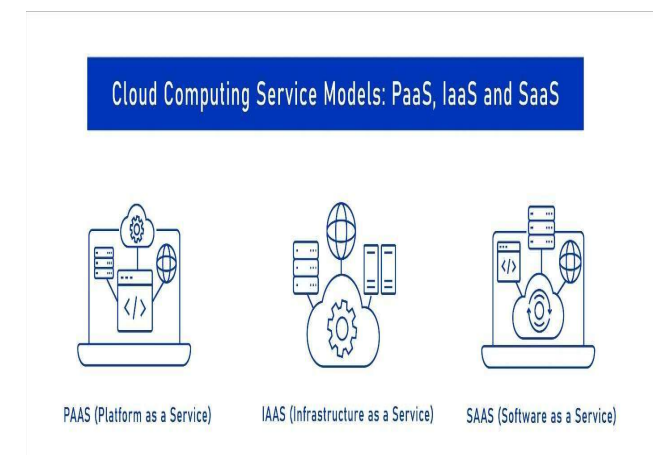 Cloud Computing Service Models: PaaS, IaaS and SaaS
</>
</>
PAAS (Platform as a Service)
IAAS (Infrastructure as a Service)
SAAS (Software as a Service)